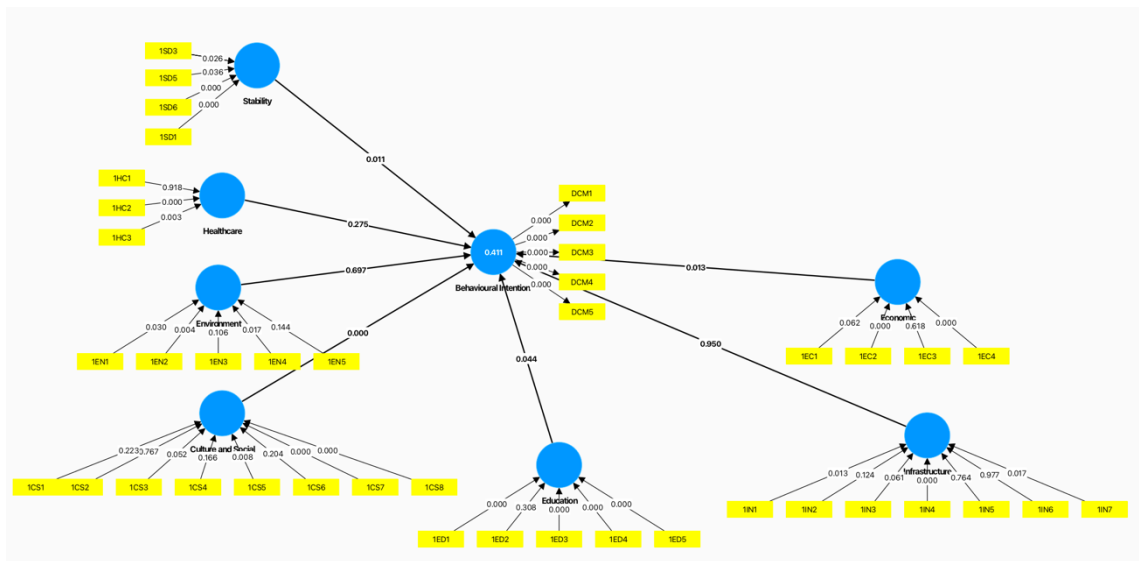 1SD3
0.026
1SD5
0.036
0.000
1SD6
0.000
1SD1
Stability
0.011
1HC1
0.918
1HC2
0.000
0.003
1HC3
Healthcare
0.275
DCM1
0.000
DCM2
0.000
0.411
0.000
DCM3
0.000
DCM4
0.000
DCM5
Behavioural Intention
0.697
0.013
Environment
0.030
0.004
0.106
0.017
0.144
1EN1
1EN2
1EN3
1EN4
1EN5
0.000
0.044
0.950
Economic
0.062
0.000
0.618
0.000
1EC1
1EC2
1EC3
1EC4
Culture and Social
0.223
0.767
0.052
0.166
0.008
0.204
0.000
0.000
1CS1
1CS2
1CS3
1CS4
1CS5
1CS6
1CS7
1CS8
Education
0.000
0.308
0.000
0.000
0.000
1ED1
1ED2
1ED3
1ED4
1ED5
Infrastructure
0.013
0.124
0.061
0.000
0.764
0.977
0.017
1IN1
1IN2
1IN3
1IN4
1IN5
1IN6
1IN7